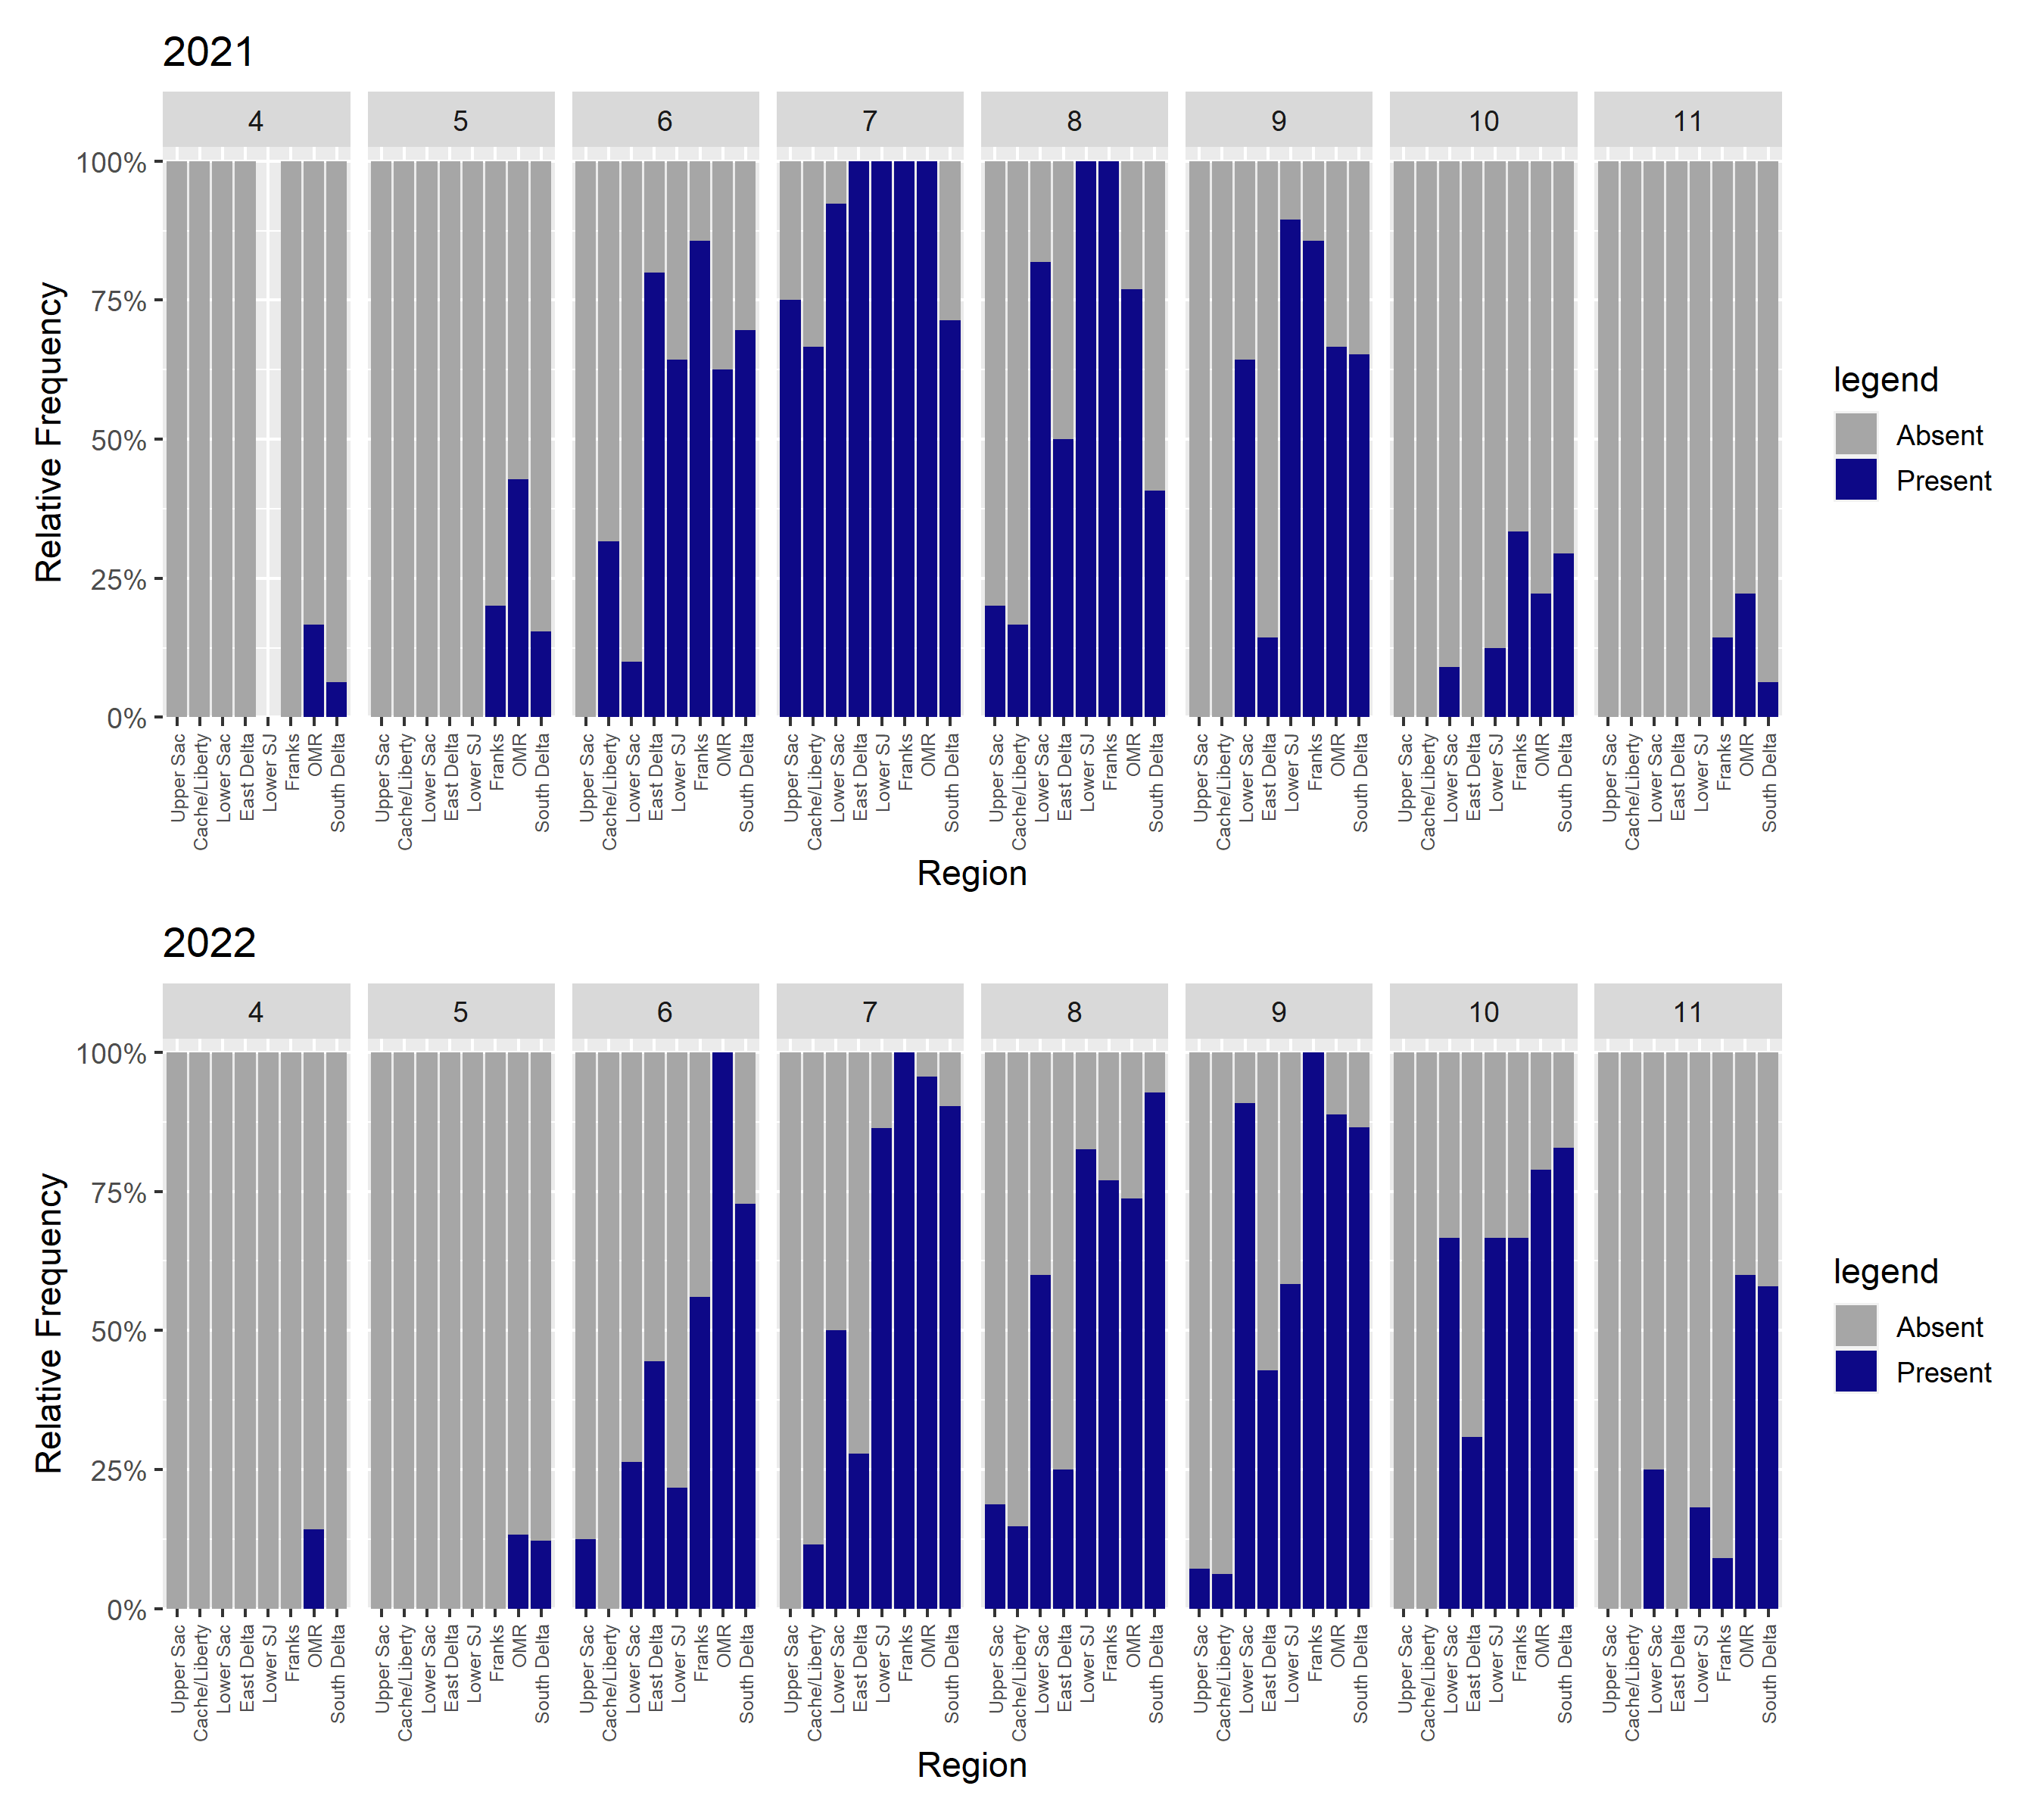 2021
4 5 6 7 8 9 10 11
100%
75%
50%
25%
0%
Relative Frequency
Upper Sac Cache/Liberty Lower Sac East Delta Lower SJ Franks OMR South Delta
Upper Sac Cache/Liberty Lower Sac East Delta Lower SJ Franks OMR South Delta
Upper Sac Cache/Liberty Lower Sac East Delta Lower SJ Franks OMR South Delta
Upper Sac Cache/Liberty Lower Sac East Delta Lower SJ Franks OMR South Delta
Upper Sac Cache/Liberty Lower Sac East Delta Lower SJ Franks OMR South Delta
Upper Sac Cache/Liberty Lower Sac East Delta Lower SJ Franks OMR South Delta
Upper Sac Cache/Liberty Lower Sac East Delta Lower SJ Franks OMR South Delta
Upper Sac Cache/Liberty Lower Sac East Delta Lower SJ Franks OMR South Delta
Region
legend
Absent
Present
2022
4 5 6 7 8 9 10 11
100%
75%
50%
25%
0%
Relative Frequency
Upper Sac Cache/Liberty Lower Sac East Delta Lower SJ Franks OMR South Delta
Upper Sac Cache/Liberty Lower Sac East Delta Lower SJ Franks OMR South Delta
Upper Sac Cache/Liberty Lower Sac East Delta Lower SJ Franks OMR South Delta
Upper Sac Cache/Liberty Lower Sac East Delta Lower SJ Franks OMR South Delta
Upper Sac Cache/Liberty Lower Sac East Delta Lower SJ Franks OMR South Delta
Upper Sac Cache/Liberty Lower Sac East Delta Lower SJ Franks OMR South Delta
Upper Sac Cache/Liberty Lower Sac East Delta Lower SJ Franks OMR South Delta
Upper Sac Cache/Liberty Lower Sac East Delta Lower SJ Franks OMR South Delta
Region
legend
Absent
Present